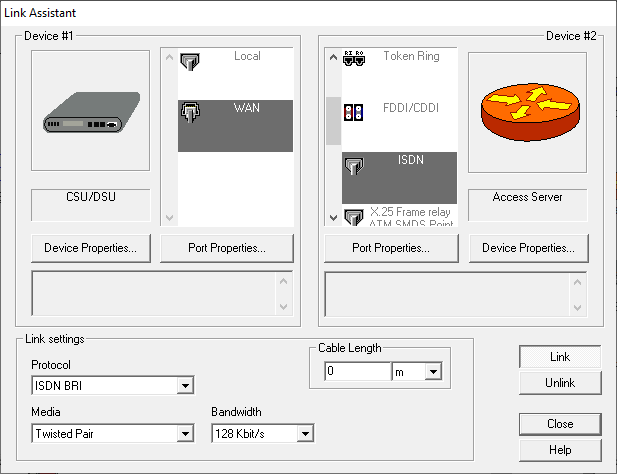 Link Assistant
Device #1
Device #2
Local
WAN
RI RO
Token Ring
FDDI/CDDI
ISDN
X.25 Frame relay
ATM SMDS Point
CSU/DSU
Access Server
Device Properties...
Port Properties...
Port Properties...
Device Properties...
Link settings
Protocol
ISDN BRI
Cable Length
0
m
Media
Twisted Pair
Bandwidth
128 Kbit/s
Link
Unlink
Close
Help